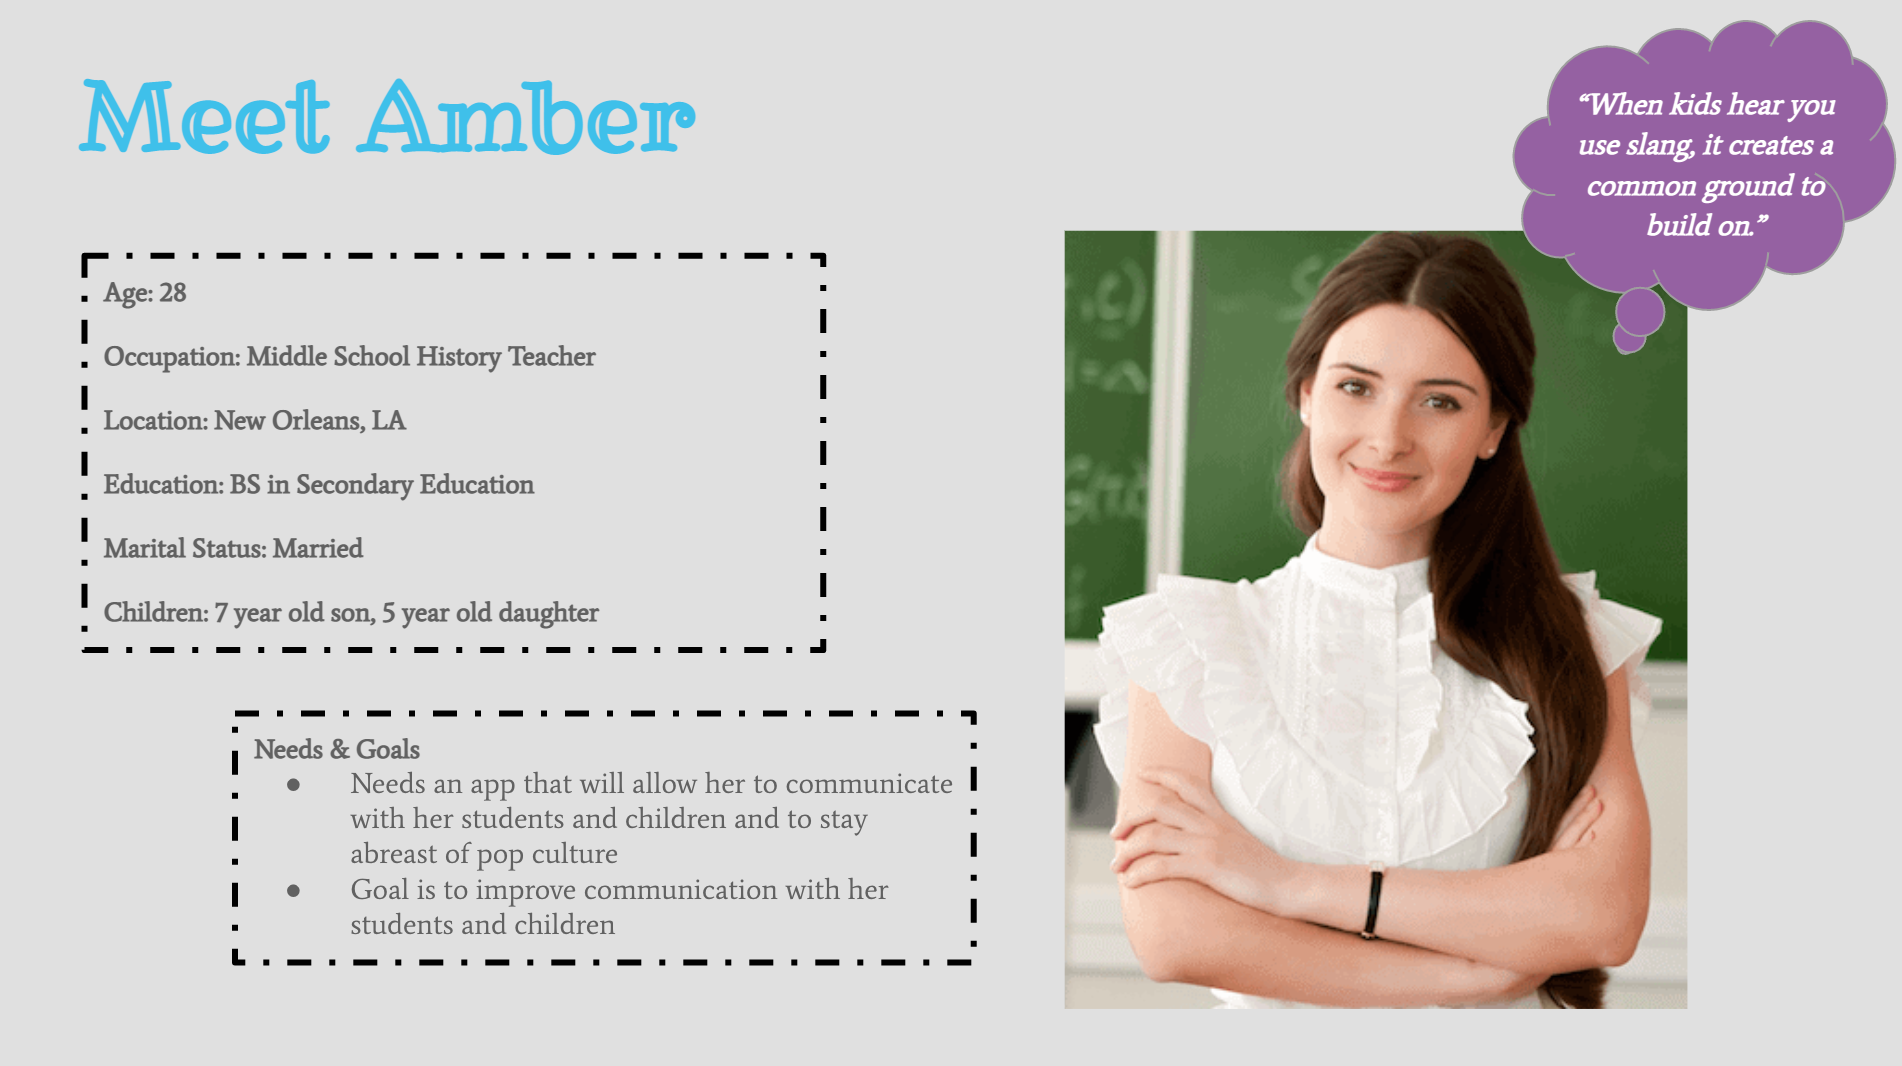 Meet Amber
“When kids hear you
use slang, it creates a
common ground to
build on.”
Age: 28
Occupation: Middle School History Teacher
Location: New Orleans, LA
Education: BS in Secondary Education
Marital Status: Married
Children: 7 year old son, 5 year old daughter
Needs & Goals
● Needs an app that will allow her to communicate
with her students and children and to stay
abreast of pop culture
● Goal is to improve communication with her
students and children